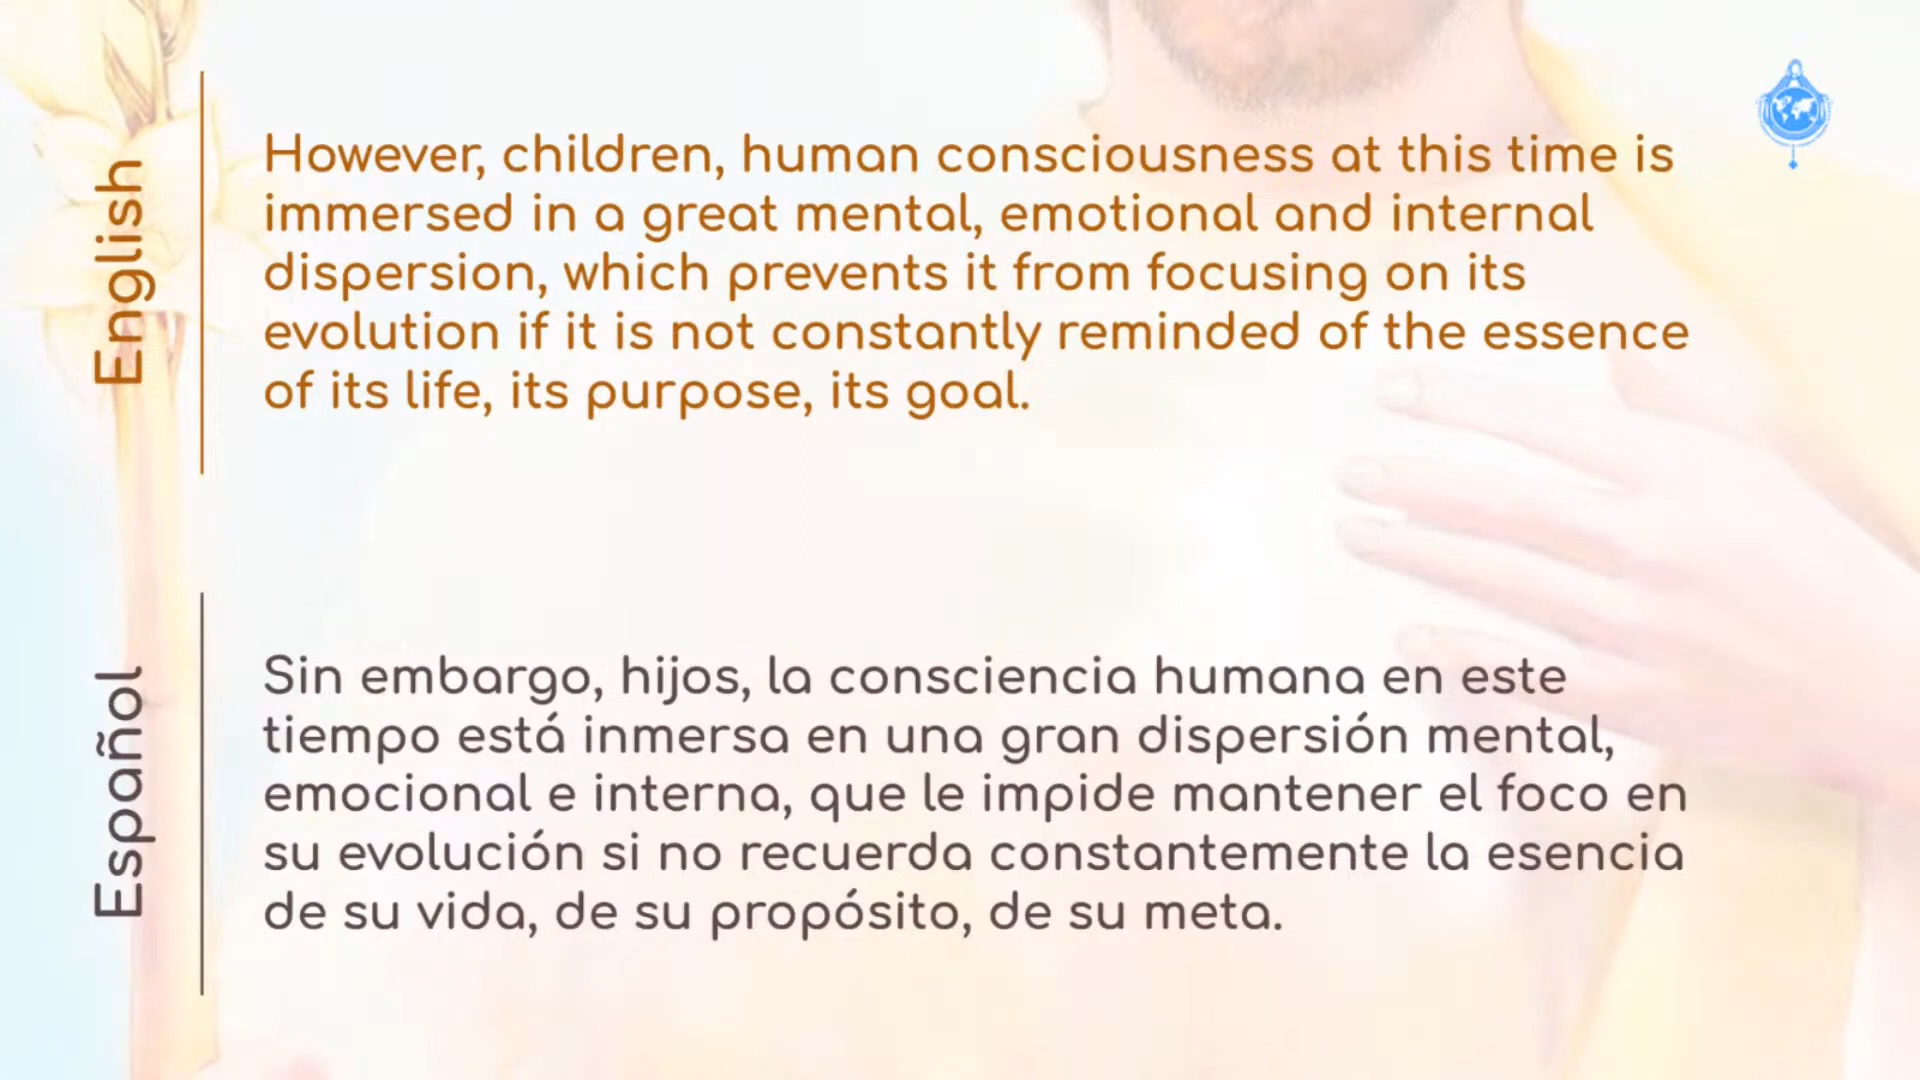 English
However, children, human consciousness at this time is
immersed in a great mental, emotional and internal
dispersion, which prevents it from focusing on its
evolution if it is not constantly reminded of the essence
of its life, its purpose, its goal.
Español
Sin embargo, hijos, la consciencia humana en este
tiempo está inmersa en una gran dispersión mental,
emocional e interna, que le impide mantener el foco en
su evolución si no recuerda constantemente la esencia
de su vida, de su propósito, de su meta.